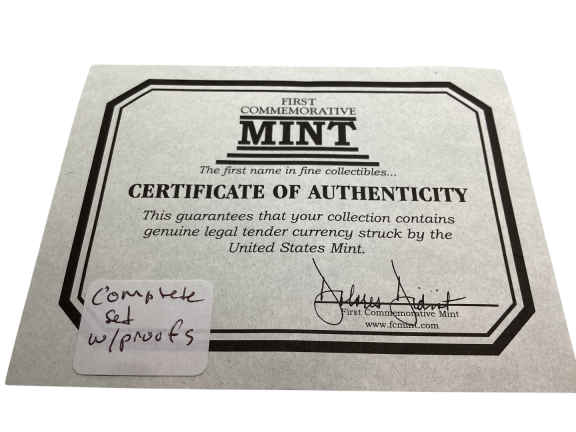 FIRST
COMMEMORATIVE
MINT
The first name in fine collectibles...
CERTIFICATE OF AUTHENTICITY
This guarantees that your collection contains
genuine legal tender currency struck by the
United States Mint.
First Commemorative Mint
www.fcmint.com
Complete
set
w/proofs